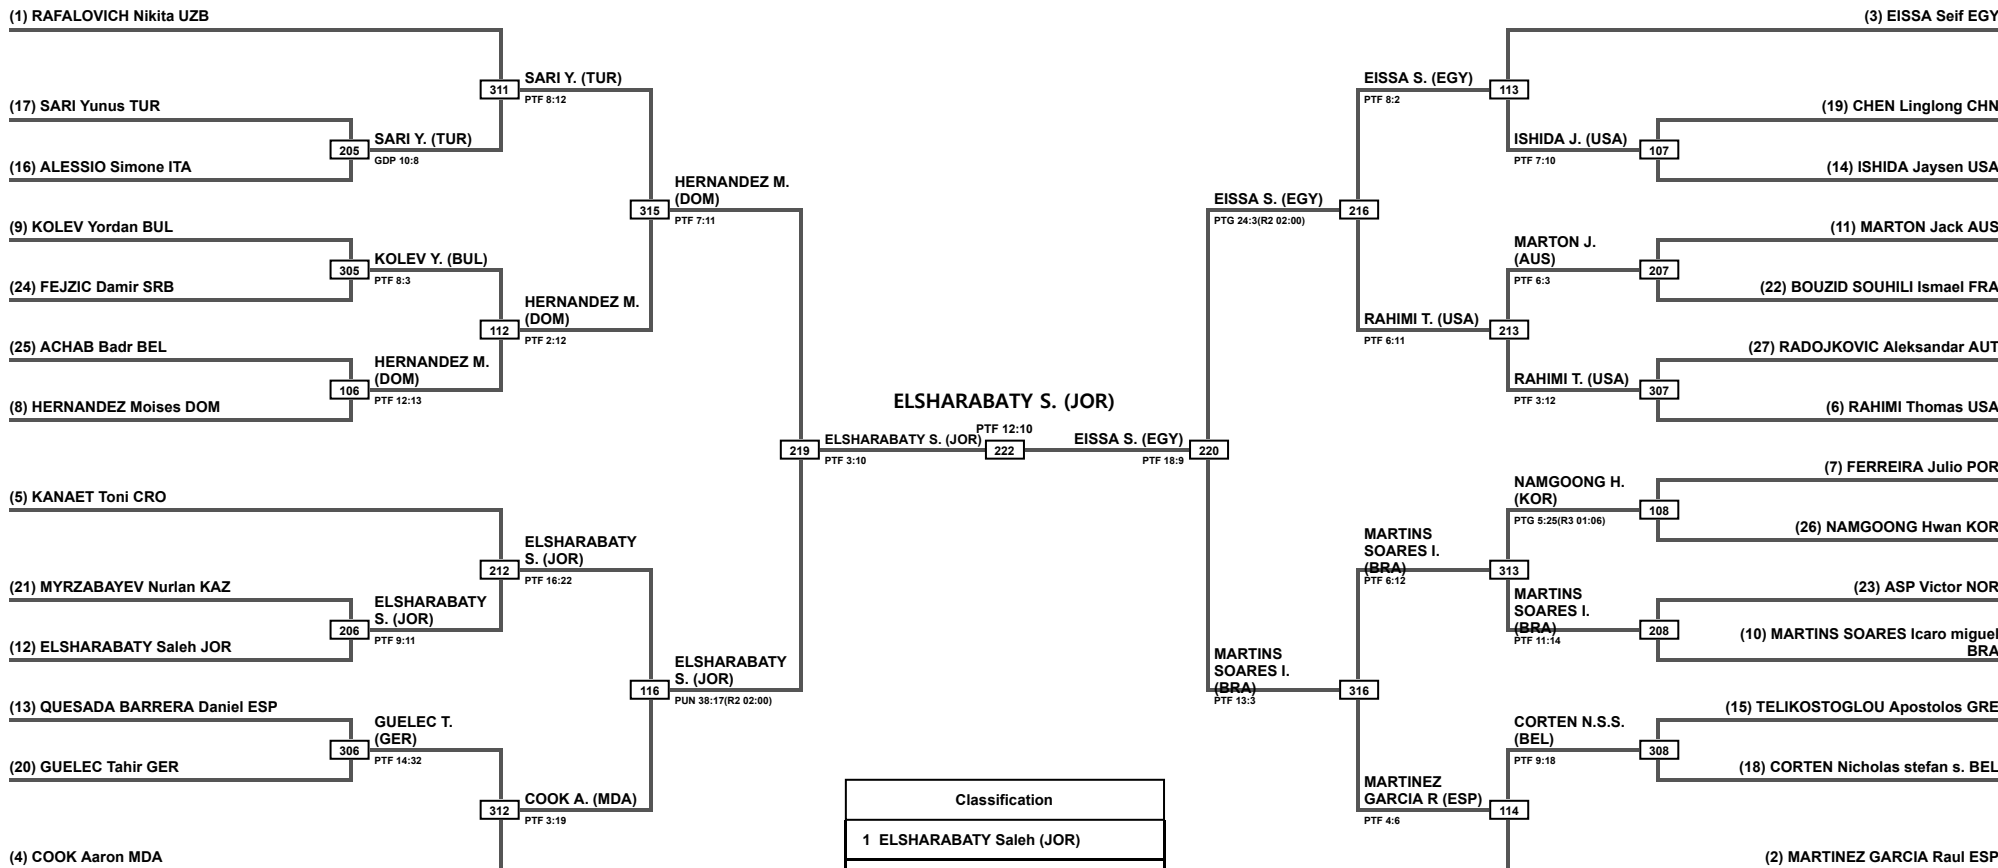 (1) RAFALOVICH Nikita UZB
(17) SARI Yunus TUR
(16) ALESSIO Simone ITA
(9) KOLEV Yordan BUL
(24) FEJZIC Damir SRB
(25) ACHAB Badr BEL
(8) HERNANDEZ Moises DOM
(5) KANAET Toni CRO
(21) MYRZABAYEV Nurlan KAZ
(12) ELSHARABATY Saleh JOR
(13) QUESADA BARRERA Daniel ESP
(20) GUELEC Tahir GER
(4) COOK Aaron MDA
205
SARI Y. (TUR)
GDP 10:8
305
KOLEV Y. (BUL)
PTF 8:3
106
HERNANDEZ M.
(DOM)
PTF 12:13
206
ELSHARABATY
S. (JOR)
PTF 9:11
306
GUELEC T.
(GER)
PTF 14:32
311
SARI Y. (TUR)
PTF 8:12
112
HERNANDEZ M.
(DOM)
PTF 2:12
212
ELSHARABATY
S. (JOR)
PTF 16:22
312
COOK A. (MDA)
PTF 3:19
315
HERNANDEZ M.
(DOM)
PTF 7:11
116
ELSHARABATY
S. (JOR)
PUN 38:17(R2 02:00)
219
ELSHARABATY S. (JOR)
PTF 3:10
ELSHARABATY S. (JOR)
PTF 12:10
222
EISSA S. (EGY)
PTF 18:9
220
EISSA S. (EGY)
PTG 24:3(R2 02:00)
216
MARTINS
SOARES I.
(BRA)
PTF 13:3
316
EISSA S. (EGY)
PTF 8:2
113
RAHIMI T. (USA)
PTF 6:11
213
MARTINS
SOARES I.
(BRA)
PTF 6:12
313
MARTINEZ
GARCIA R (ESP)
PTF 4:6
114
ISHIDA J. (USA)
PTF 7:10
107
MARTON J.
(AUS)
PTF 6:3
207
RAHIMI T. (USA)
PTF 3:12
307
NAMGOONG H.
(KOR)
PTG 5:25(R3 01:06)
108
MARTINS
SOARES I.
(BRA)
PTF 11:14
208
CORTEN N.S.S.
(BEL)
PTF 9:18
308
(3) EISSA Seif EGY
(19) CHEN Linglong CHN
(14) ISHIDA Jaysen USA
(11) MARTON Jack AUS
(22) BOUZID SOUHILI Ismael FRA
(27) RADOJKOVIC Aleksandar AUT
(6) RAHIMI Thomas USA
(7) FERREIRA Julio POR
(26) NAMGOONG Hwan KOR
(23) ASP Victor NOR
(10) MARTINS SOARES Icaro miguel
BRA
(15) TELIKOSTOGLOU Apostolos GRE
(18) CORTEN Nicholas stefan s. BEL
(2) MARTINEZ GARCIA Raul ESP
Classification
1 ELSHARABATY Saleh (JOR)